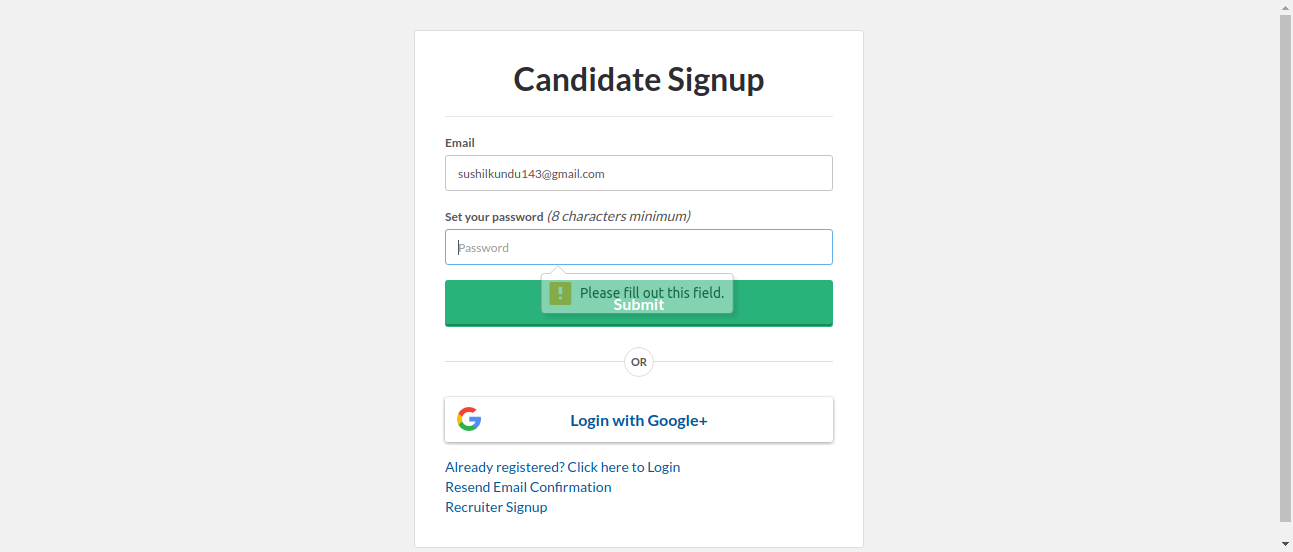 Candidate Signup
Email
sushilkundu143@gmail.com
Set your password (8 characters minimum)
Password
Please fill out this field.
Submit
OR
Login with Google+
Already registered? Click here to Login
Resend Email Confirmation
Recruiter Signup